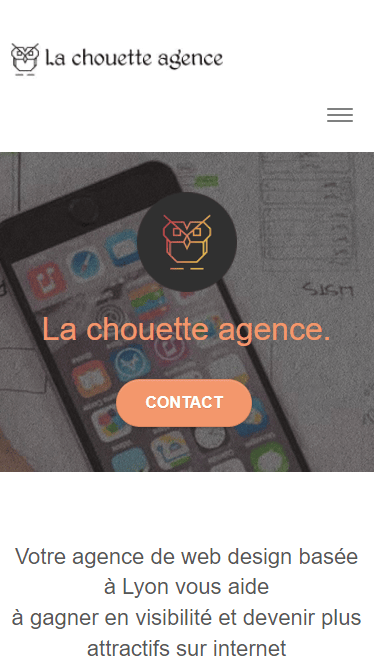 La chouette agence
La chouette agence.
CONTACT
Votre agence de web design basée
à Lyon vous aide
à gagner en visibilité et devenir plus
attractifs sur internet